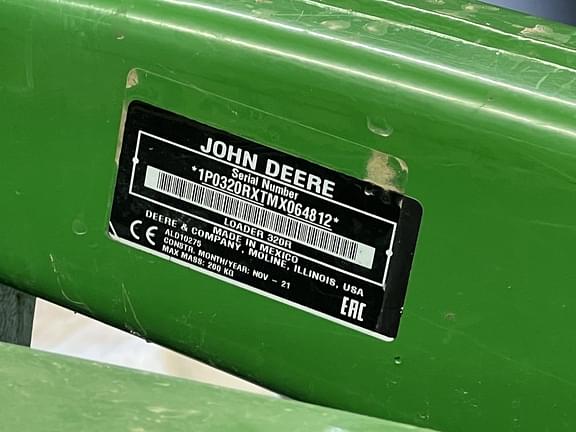 JOHN DEERE
Serial Number
*1P0320RXTMX064812*
LOADER 320R
MADE IN MEXICO
DEERE & COMPANY, MOLINE, ILLINOIS, USA
CE
ALD10275
CONSTR. MONTH/YEAR: NOV - 21
MAX MASS: 200 KG
EAC